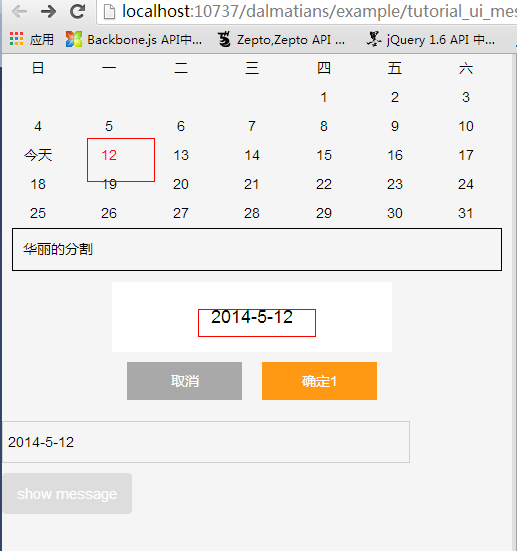 localhost:10737/dalmatians/example/tutorial_ui_mes
应用 Backbone.js API中... Zepto,Zepto API ... jQuery 1.6 API 中...
日 一 二 三 四 五 六
1 2 3
4 5 6 7 8 9 10
今天 12 13 14 15 16 17
18 19 20 21 22 23 24
25 26 27 28 29 30 31
华丽的分割
2014-5-12
取消 确定1
2014-5-12
show message